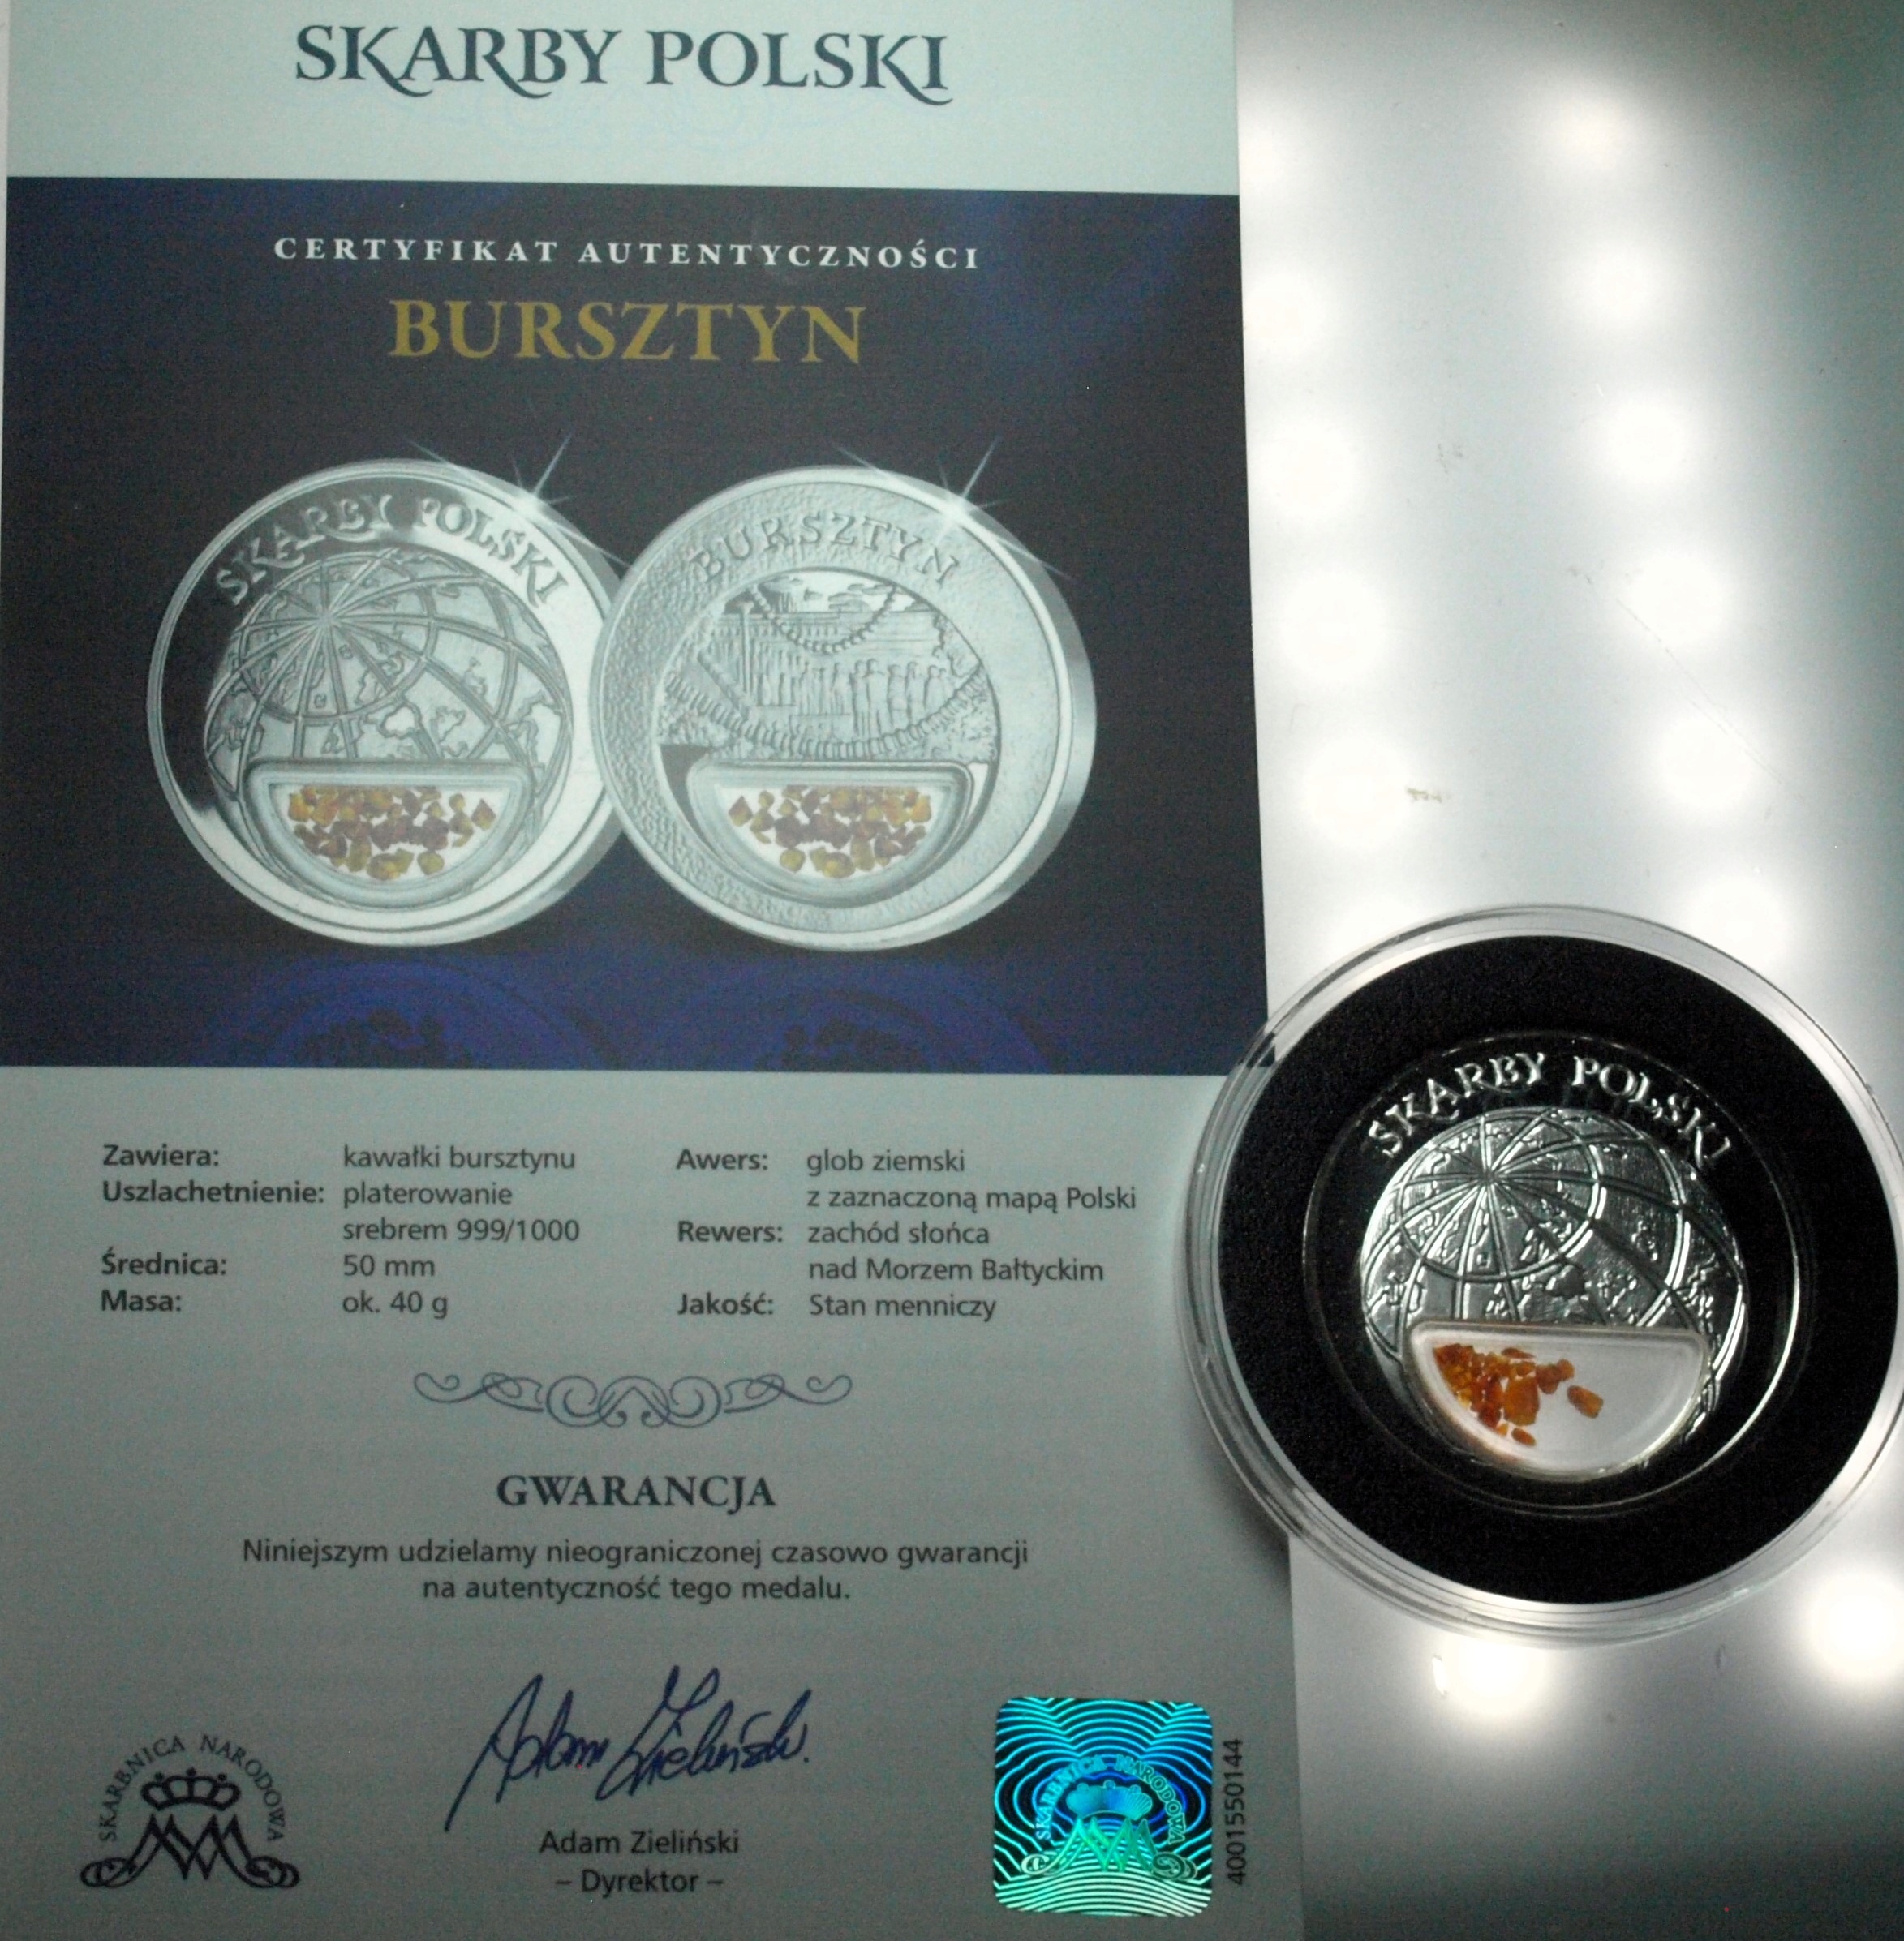 SKARBY POLSKI
CERTYFIKAT AUTENTYCZNOŚCI
BURSZTYN
SKARBY POLSKI
BURSZTYN
Zawiera: kawałki bursztynu
Uszlachetnienie: platerowanie
srebrem 999/1000
Średnica: 50 mm
Masa: ok. 40 g
Awers: glob ziemski
z zaznaczoną mapą Polski
Rewers: zachód słońca
nad Morzem Bałtyckim
Jakość: Stan menniczy
SKARBY POLSKI
GWARANCJA
Niniejszym udzielamy nieograniczonej czasowo gwarancji
na autentyczność tego medalu.
SKARBNICA NARODOWA
Adam Zieliński
Adam Zieliński
– Dyrektor –
SKARBNICA NARODOWA
4001550144